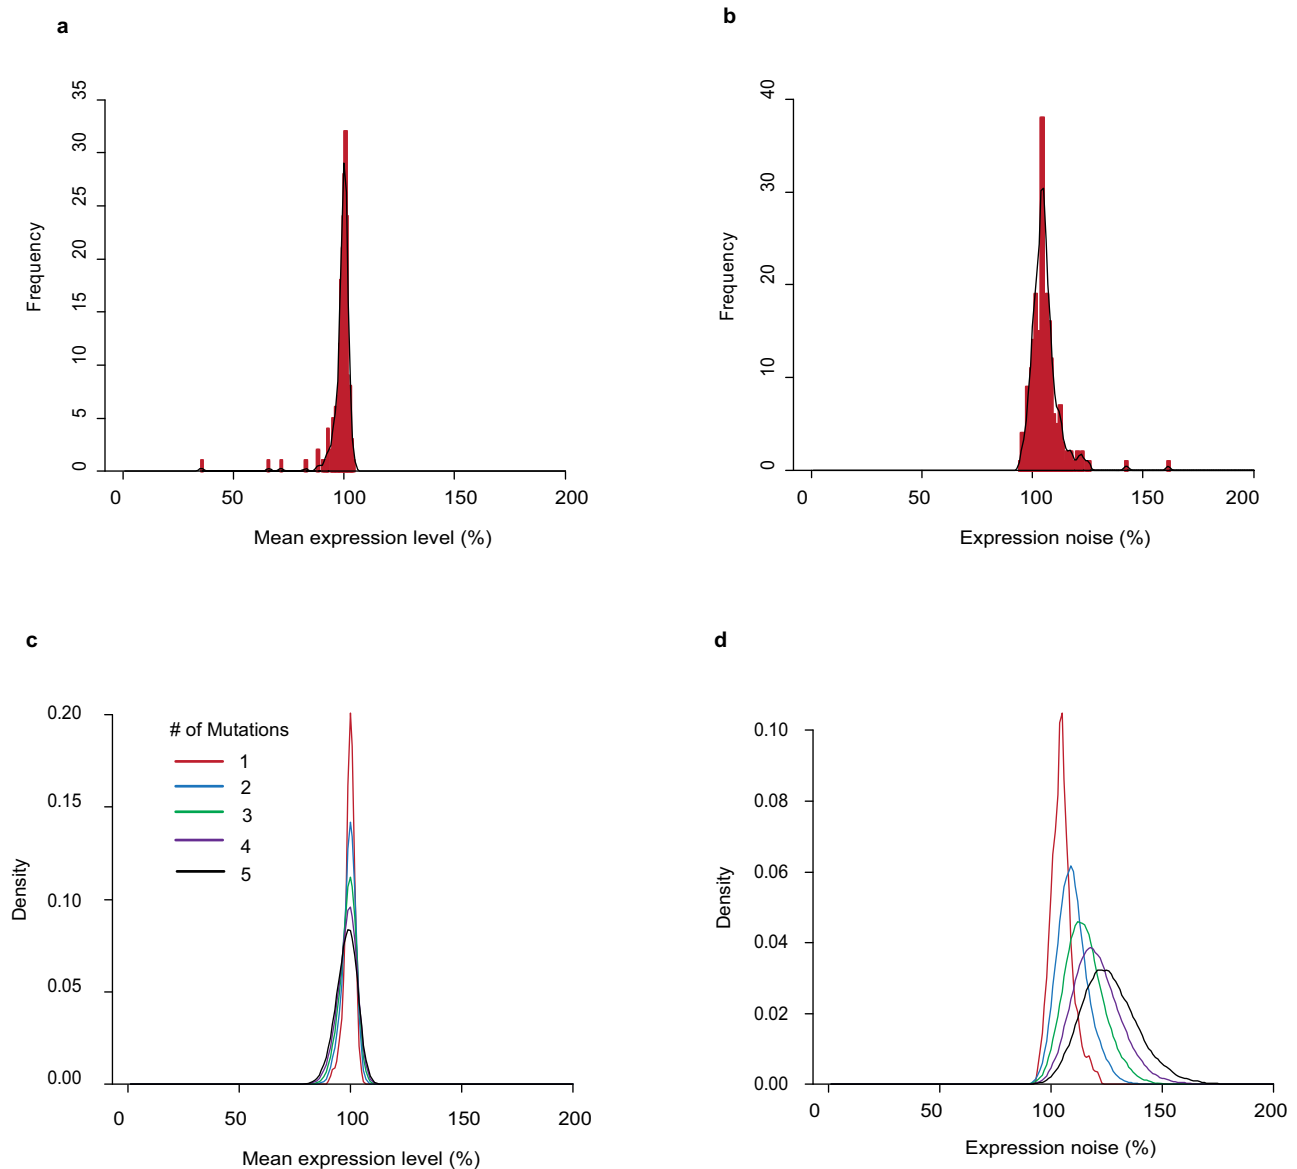 a
35
30
25
20
15
10
5
0
Frequency
0 50 100 150 200
Mean expression level (%)
b
40
30
20
10
0
Frequency
0 50 100 150 200
Expression noise (%)
c
0.20
0.15
0.10
0.05
0.00
Density
# of Mutations
1
2
3
4
5
0 50 100 150 200
Mean expression level (%)
d
0.10
0.08
0.06
0.04
0.02
0.00
Density
0 50 100 150 200
Expression noise (%)